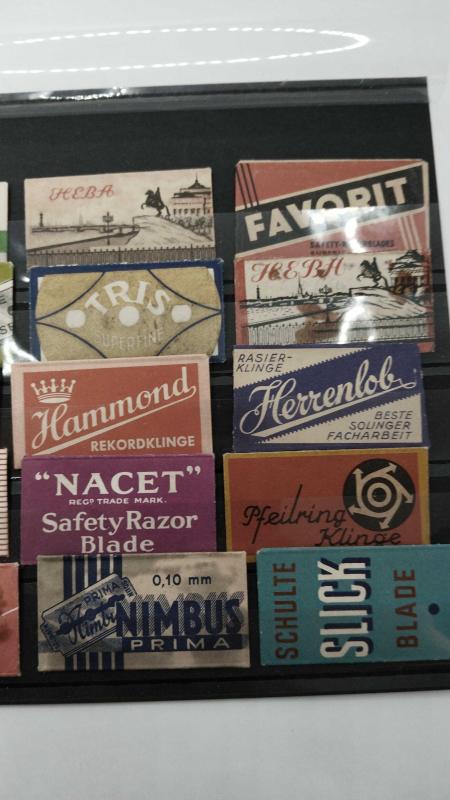 НЕВА
FAVORIT
SAFETY-RAZORBLADES
НЕВА
TRIS
SUPERFINE
Hammond
REKORDKLINGE
RASIER-
KLINGE
Herrenlob
BESTE
SOLINGER
FACHARBEIT
"NACET"
REGD TRADE MARK.
Safety Razor
Blade
Pfeilring
Klinge
0,10 mm
PRIMA
Nimbus
NIMBUS
PRIMA
SCHULTE
SLICK
BLADE